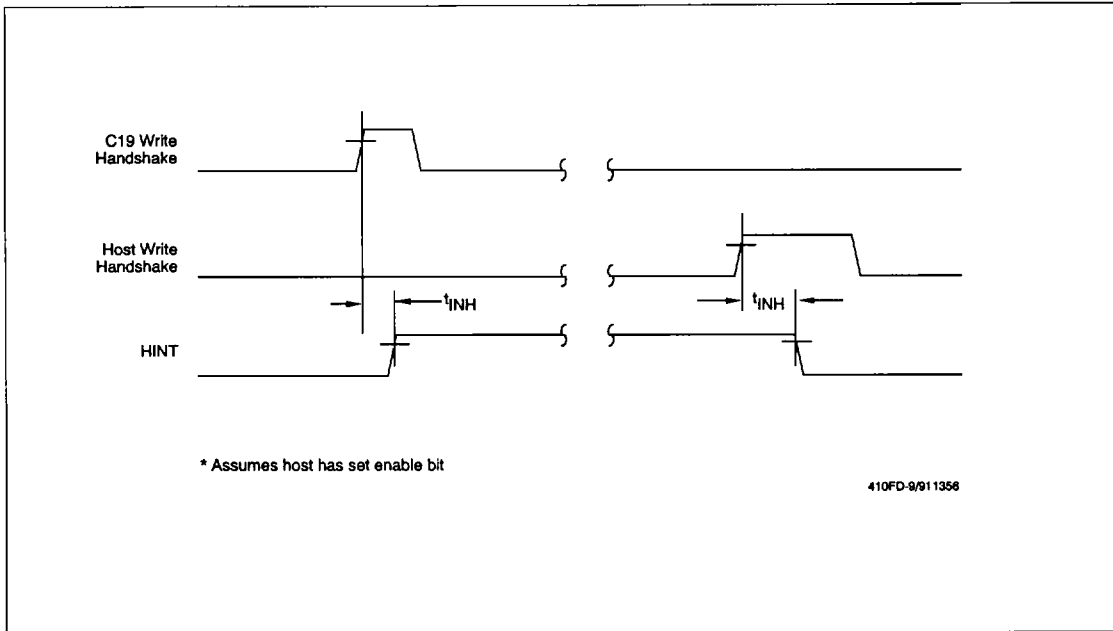 C19 Write
Handshake
Host Write
Handshake
tINH
tINH
HINT
* Assumes host has set enable bit
410FD-9/911356